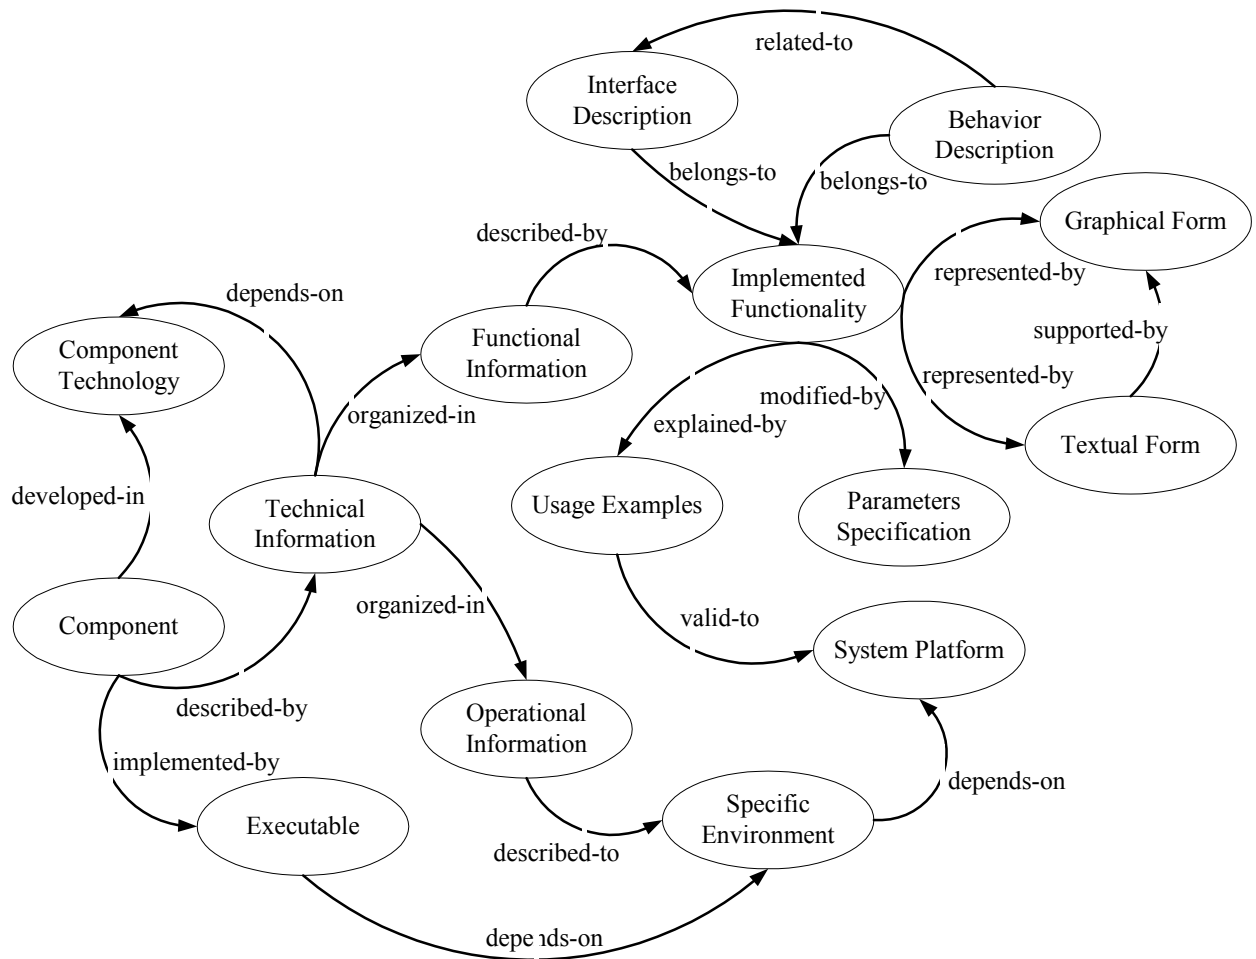 related-to
Interface
Description
Behavior
Description
belongs-to
belongs-to
Graphical Form
described-by
Implemented
Functionality
represented-by
depends-on
supported-by
Component
Technology
Functional
Information
represented-by
organized-in
modified-by
explained-by
Textual Form
developed-in
Technical
Information
Usage Examples
Parameters
Specification
organized-in
valid-to
Component
System Platform
described-by
Operational
Information
implemented-by
depends-on
Executable
Specific
Environment
described-to
depends-on